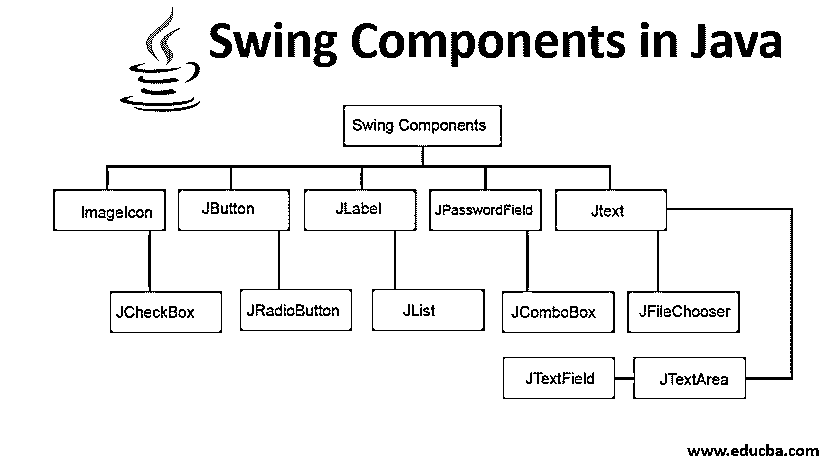 Swing Components in Java
Swing Components
ImageIcon
JButton
JLabel
JPasswordField
Jtext
JCheckBox
JRadioButton
JList
JComboBox
JFileChooser
JTextField
JTextArea
www.educba.com